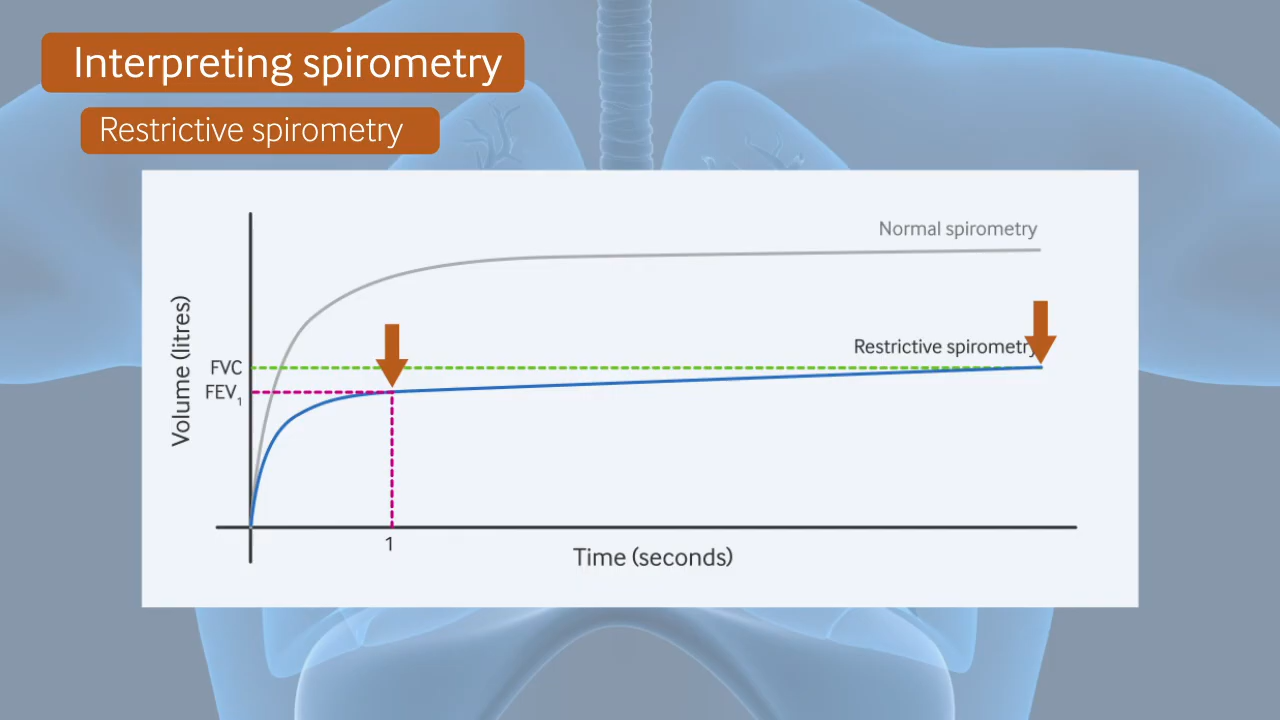 Interpreting spirometry
Restrictive spirometry
Normal spirometry
Restrictive spirometry
FVC
FEV₁
Volume (litres)
1
Time (seconds)